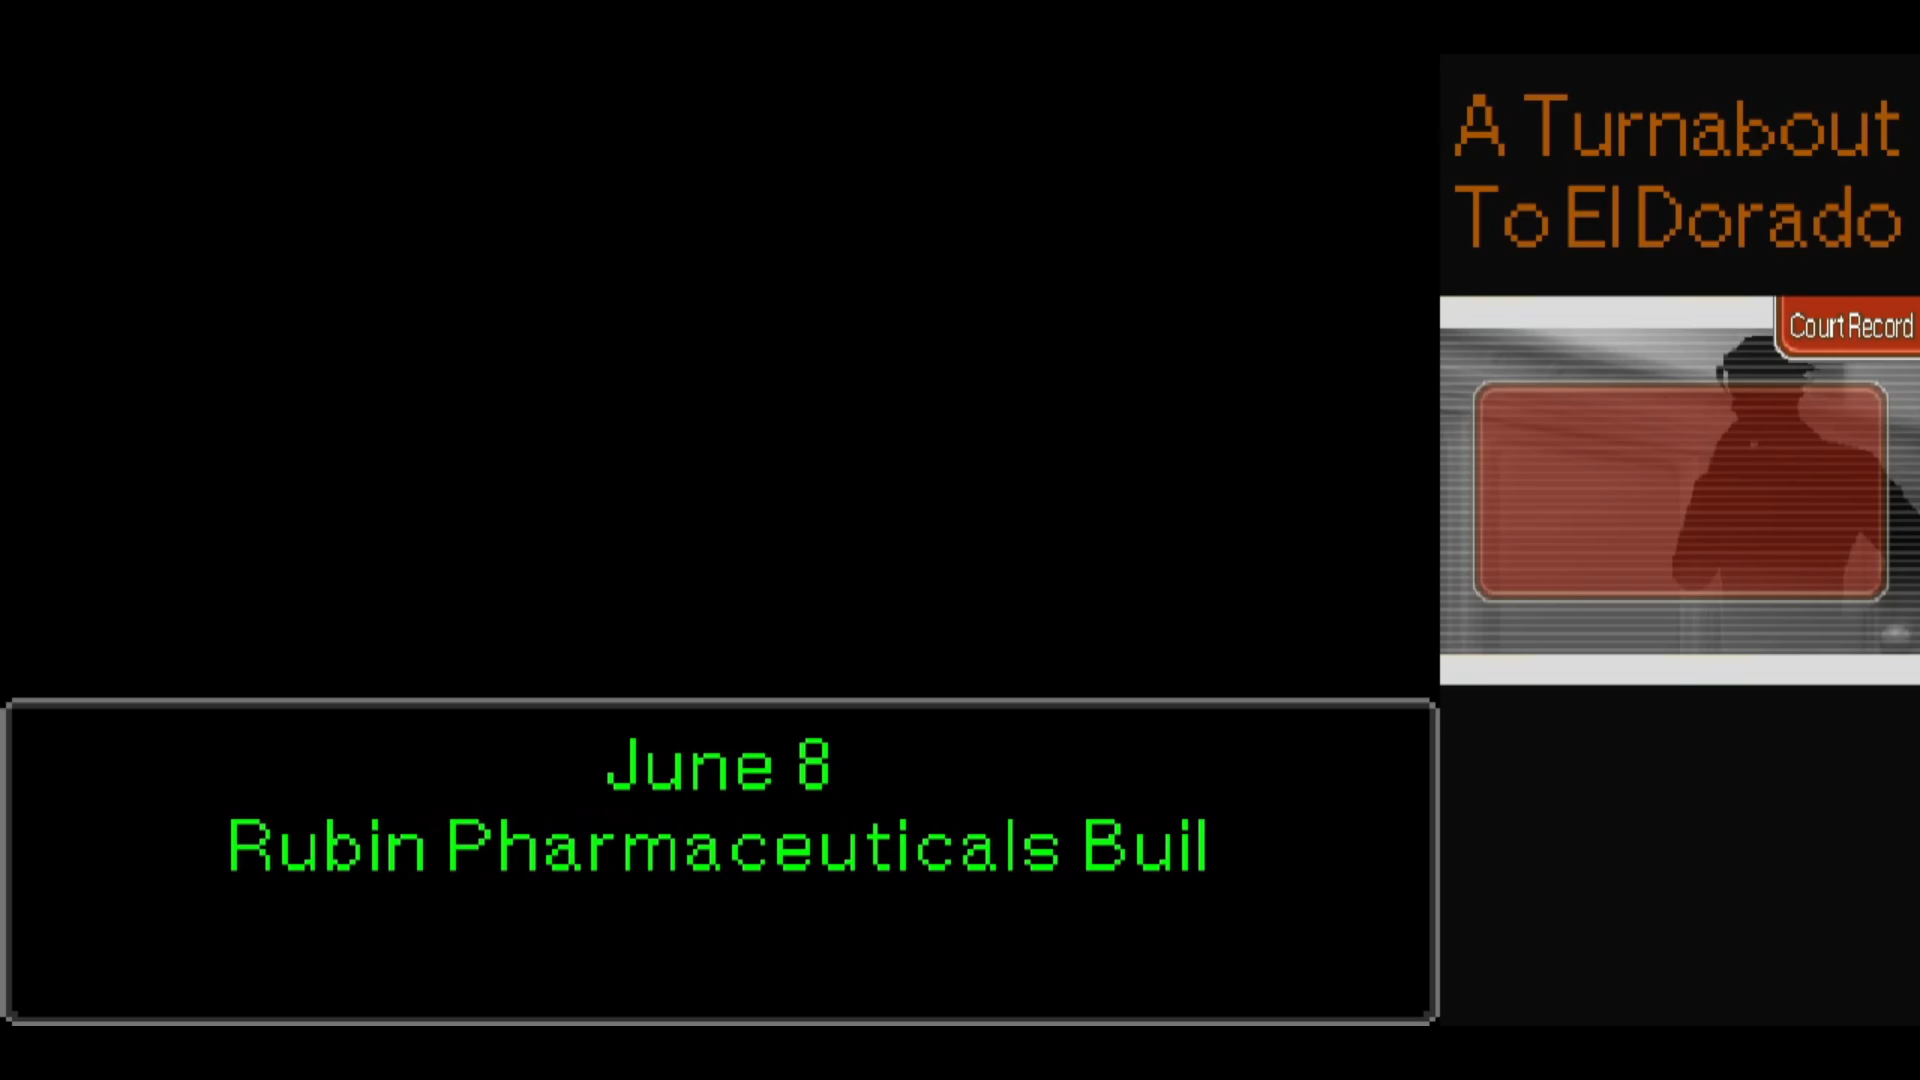 A Turnabout
To El Dorado
Court Record
June 8
Rubin Pharmaceuticals Buil